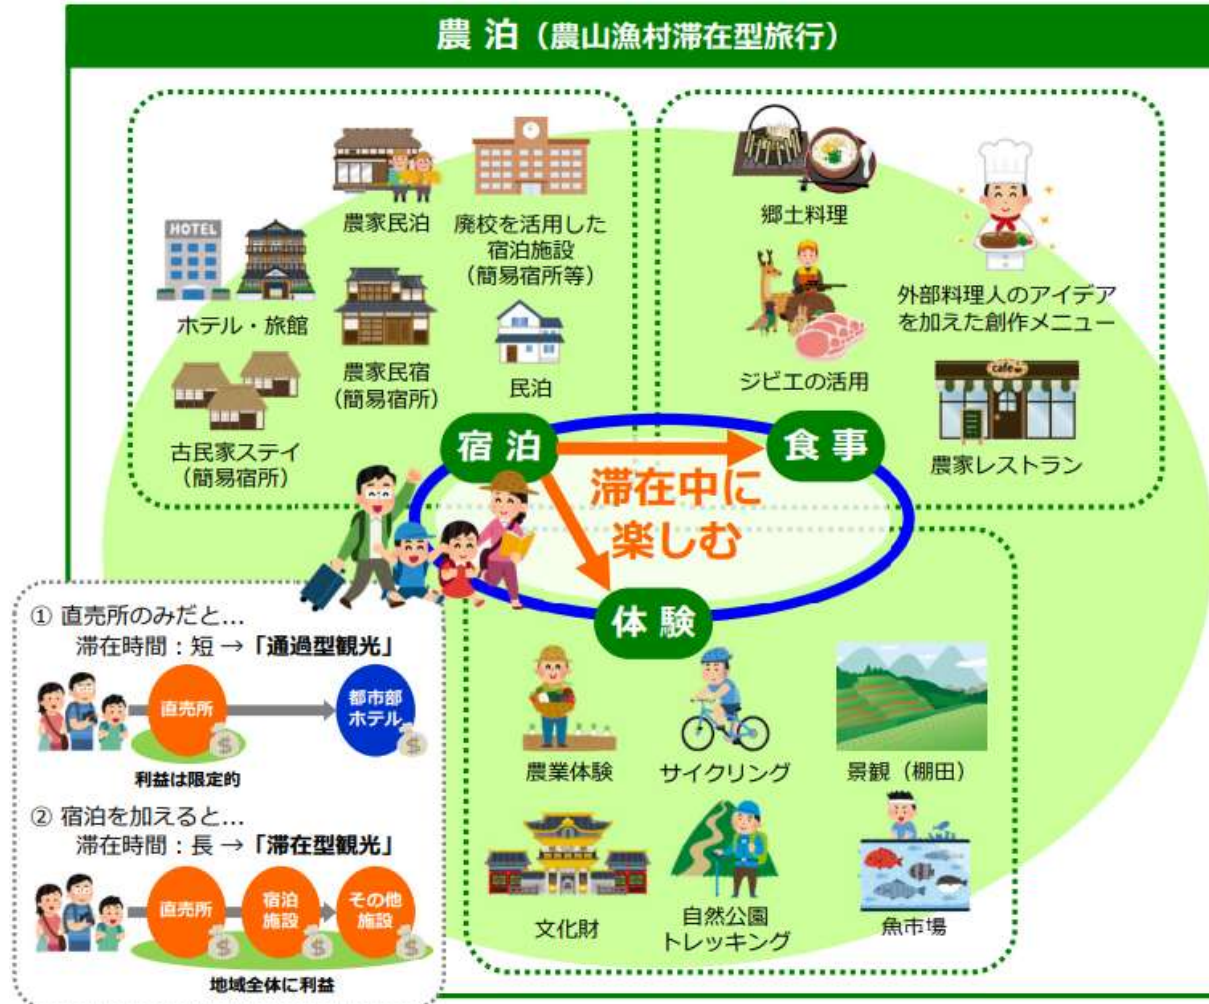 農 泊（農山漁村滞在型旅行）
農家民泊
廃校を活用した
宿泊施設
（簡易宿所等）
HOTEL
ホテル・旅館
農家民宿
（簡易宿所）
民泊
古民家ステイ
（簡易宿所）
郷土料理
外部料理人のアイデア
を加えた創作メニュー
ジビエの活用
cafe
農家レストラン
宿 泊
食 事
滞在中に
楽しむ
体 験
農業体験
サイクリング
景観（棚田）
文化財
自然公園
トレッキング
魚市場
① 直売所のみだと...
滞在時間：短 →「通過型観光」
直売所
$
都市部
ホテル
$
利益は限定的
② 宿泊を加えると...
滞在時間：長 →「滞在型観光」
直売所
$
宿泊
施設
$
その他
施設
$
地域全体に利益